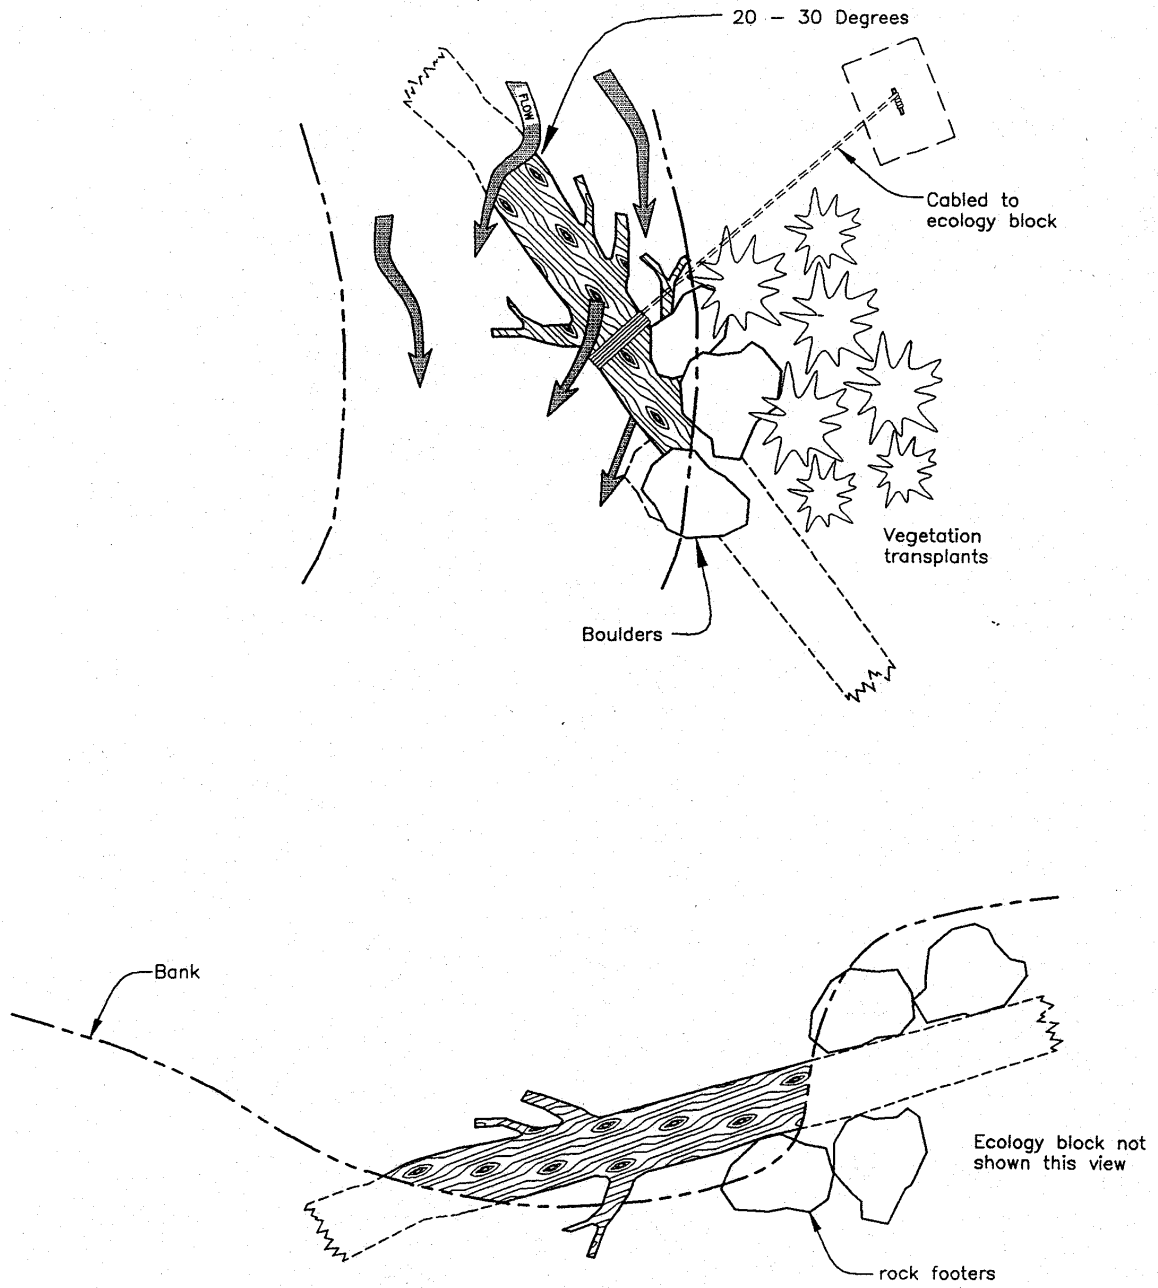 20 - 30 Degrees
FLOW
Cabled to
ecology block
Vegetation
transplants
Boulders
Bank
Ecology block not
shown this view
rock footers